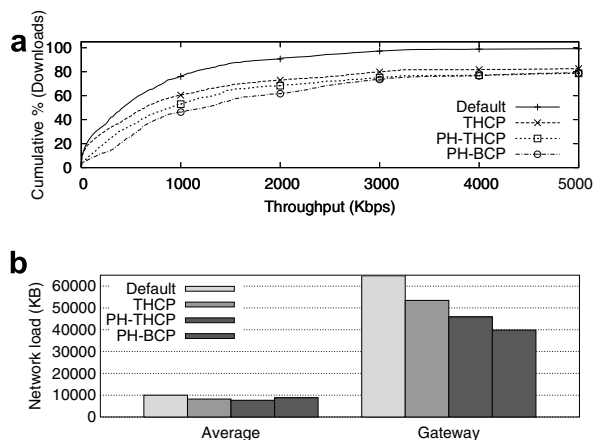 a
Cumulative % (Downloads)
100
80
60
40
20
0
Default
THCP
PH-THCP
PH-BCP
0 1000 2000 3000 4000 5000
Throughput (Kbps)
b
Network load (KB)
60000
50000
40000
30000
20000
10000
0
Default
THCP
PH-THCP
PH-BCP
Average Gateway